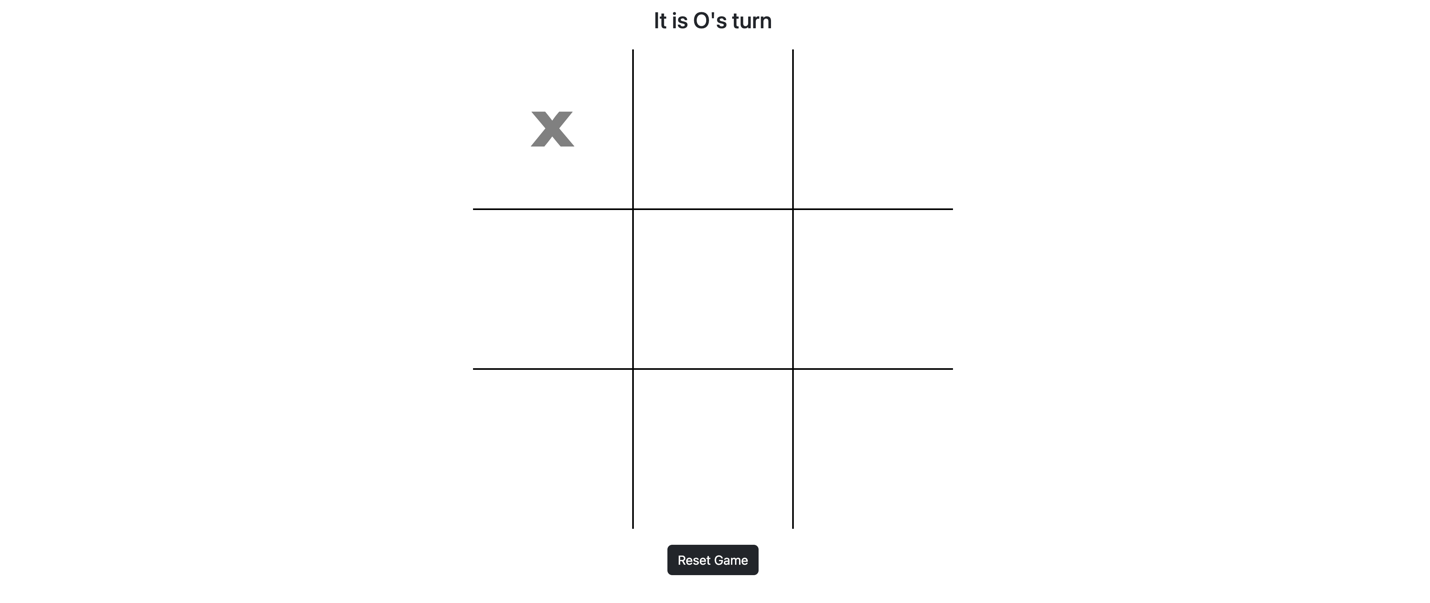 It is O's turn
X
Reset Game